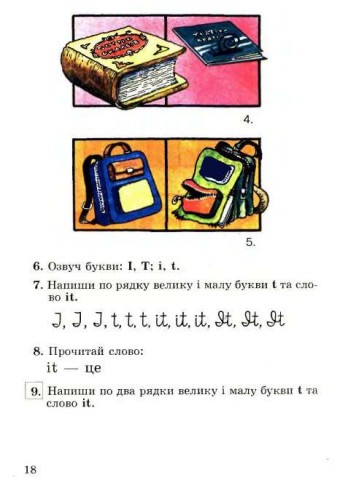 4.
5.
6. Озвуч букви: I, T; i, t.
7. Напиши по рядку велику і малу букви t та сло-
во it.
J, J, J, t, t, t, it, it, it, It, It, It
8. Прочитай слово:
it — це
9. Напиши по два рядки велику і малу букви t та
слово it.
18